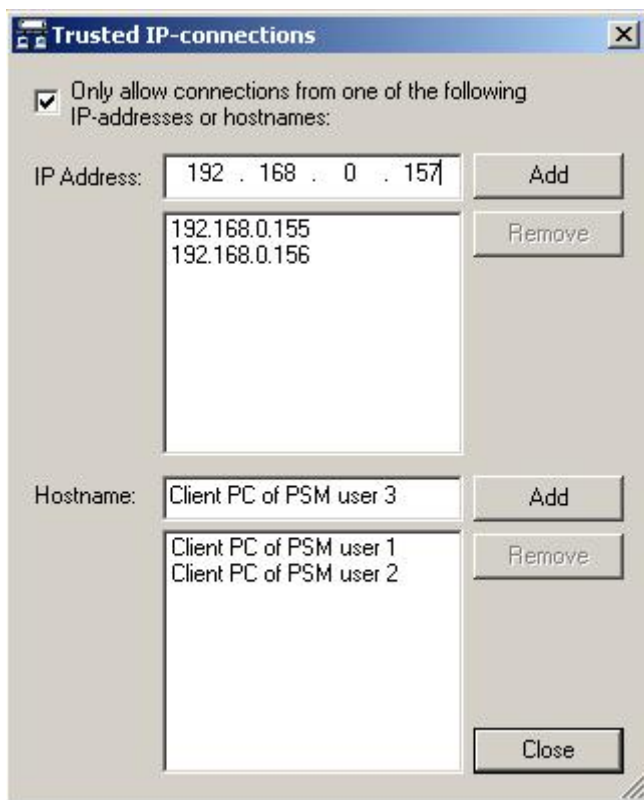 Trusted IP-connections
Only allow connections from one of the following
IP-addresses or hostnames:
IP Address: 192 . 168 . 0 . 157 Add
192.168.0.155 Remove
192.168.0.156
Hostname: Client PC of PSM user 3 Add
Client PC of PSM user 1 Remove
Client PC of PSM user 2
Close